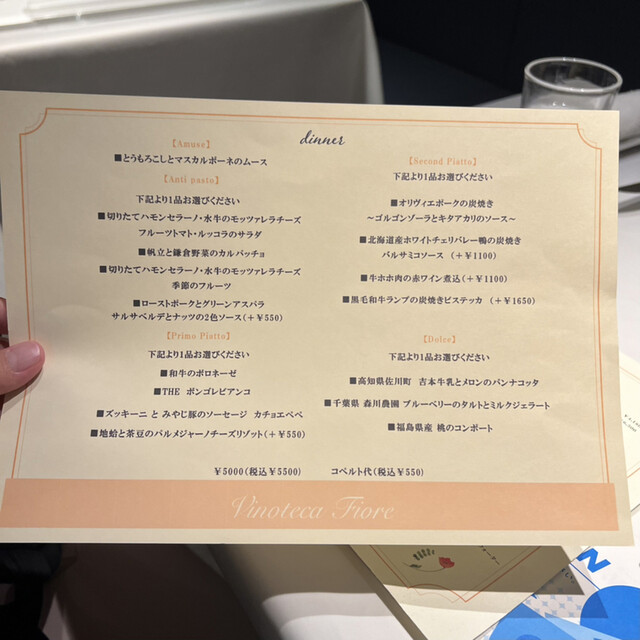 dinner
【Amuse】
■とうもろこしとマスカルポーネのムース
【Anti pasto】
下記より1品お選びください
■切りたてハモンセラーノ・水牛のモッツァレラチーズ
フルーツトマト・ルッコラのサラダ
■帆立と鎌倉野菜のカルパッチョ
■切りたてハモンセラーノ・水牛のモッツァレラチーズ
季節のフルーツ
■ローストポークとグリーンアスパラ
サルサベルデとナッツの2色ソース(+¥550)
【Primo Piatto】
下記より1品お選びください
■和牛のボロネーゼ
■THE ボンゴレビアンコ
■ズッキーニ と みやじ豚のソーセージ カチョエペペ
■地蛤と茶豆のパルメジャーノチーズリゾット(+¥550)
【Second Piatto】
下記より1品お選びください
■オリヴィエポークの炭焼き
～ゴルゴンゾーラとキタアカリのソース～
■北海道産ホワイトチェリバレー鴨の炭焼き
バルサミコソース (+¥1100)
■牛ホホ肉の赤ワイン煮込(+¥1100)
■黒毛和牛ランプの炭焼きビステッカ (+¥1650)
【Dolce】
下記より1品お選びください
■高知県佐川町 吉本牛乳とメロンのパンナコッタ
■千葉県 森川農園 ブルーベリーのタルトとミルクジェラート
■福島県産 桃のコンポート
¥5000(税込¥5500) コペルト代(税込¥550)
Vinoteca Fiore
N